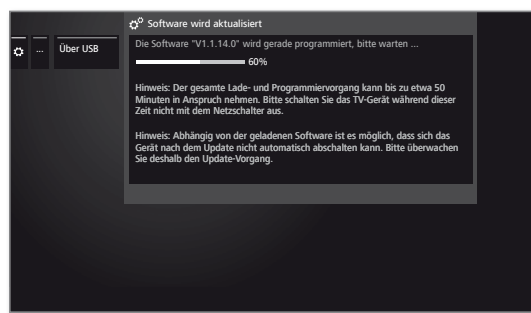 Software wird aktualisiert
... Über USB
Die Software "V1.1.14.0" wird gerade programmiert, bitte warten ...
60%
Hinweis: Der gesamte Lade- und Programmiervorgang kann bis zu etwa 50
Minuten in Anspruch nehmen. Bitte schalten Sie das TV-Gerät während dieser
Zeit nicht mit dem Netzschalter aus.
Hinweis: Abhängig von der geladenen Software ist es möglich, dass sich das
Gerät nach dem Update nicht automatisch abschalten kann. Bitte überwachen
Sie deshalb den Update-Vorgang.